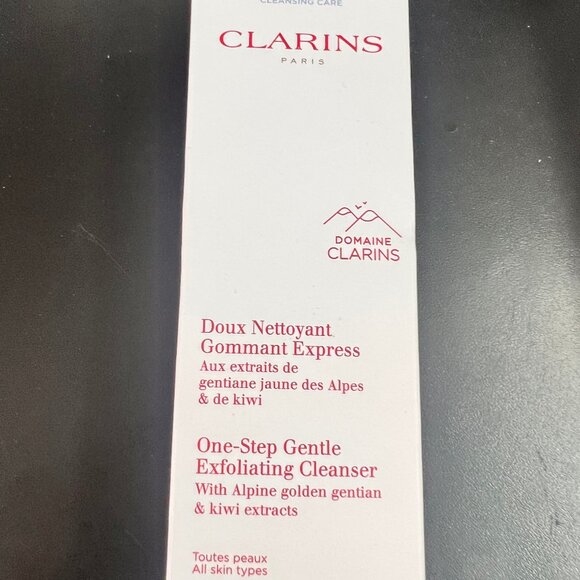 CLEANSING CARE
CLARINS
PARIS
DOMAINE
CLARINS
Doux Nettoyant
Gommant Express
Aux extraits de
gentiane jaune des Alpes
& de kiwi
One-Step Gentle
Exfoliating Cleanser
With Alpine golden gentian
& kiwi extracts
Toutes peaux
All skin types